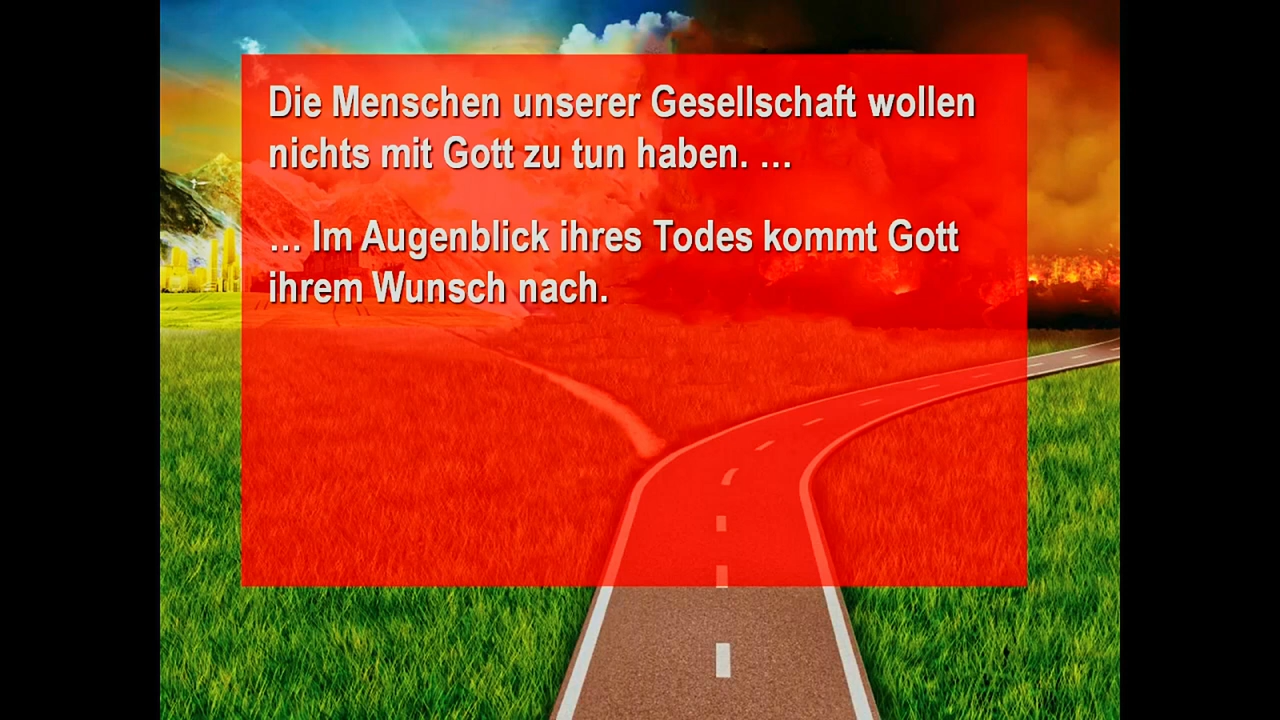 Die Menschen unserer Gesellschaft wollen
nichts mit Gott zu tun haben. …
… Im Augenblick ihres Todes kommt Gott
ihrem Wunsch nach.